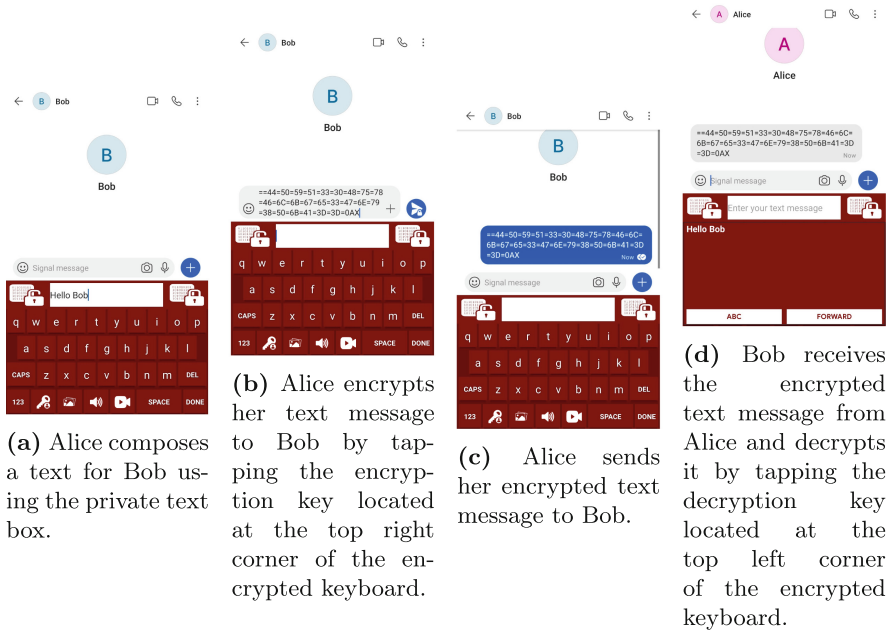 B Bob
B
Bob
Signal message
Hello Bob
q w e r t y u i o p
a s d f g h j k l
CAPS z x c v b n m DEL
123 SPACE DONE
(a) Alice composes
a text for Bob us-
ing the private text
box.
B Bob
B
Bob
==44=50=59=51=33=30=48=75=78
=46=6C=6B=67=65=33=47=6E=79
=38=50=6B=41=3D=3D=0AX
q w e r t y u i o p
a s d f g h j k l
CAPS z x c v b n m DEL
123 SPACE DONE
(b) Alice encrypts
her text message
to Bob by tap-
ping the encryp-
tion key located
at the top right
corner of the en-
crypted keyboard.
B Bob
B
Bob
==44=50=59=51=33=30=48=75=78=46=6C=
6B=67=65=33=47=6E=79=38=50=6B=41=3D
=3D=0AX
Now
Signal message
q w e r t y u i o p
a s d f g h j k l
CAPS z x c v b n m DEL
123 SPACE DONE
(c) Alice sends
her encrypted text
message to Bob.
A Alice
A
Alice
==44=50=59=51=33=30=48=75=78=46=6C=
6B=67=65=33=47=6E=79=38=50=6B=41=3D
=3D=0AX
Now
Signal message
Enter your text message
Hello Bob
ABC FORWARD
(d) Bob receives
the encrypted
text message from
Alice and decrypts
it by tapping the
decryption key
located at the
top left corner
of the encrypted
keyboard.